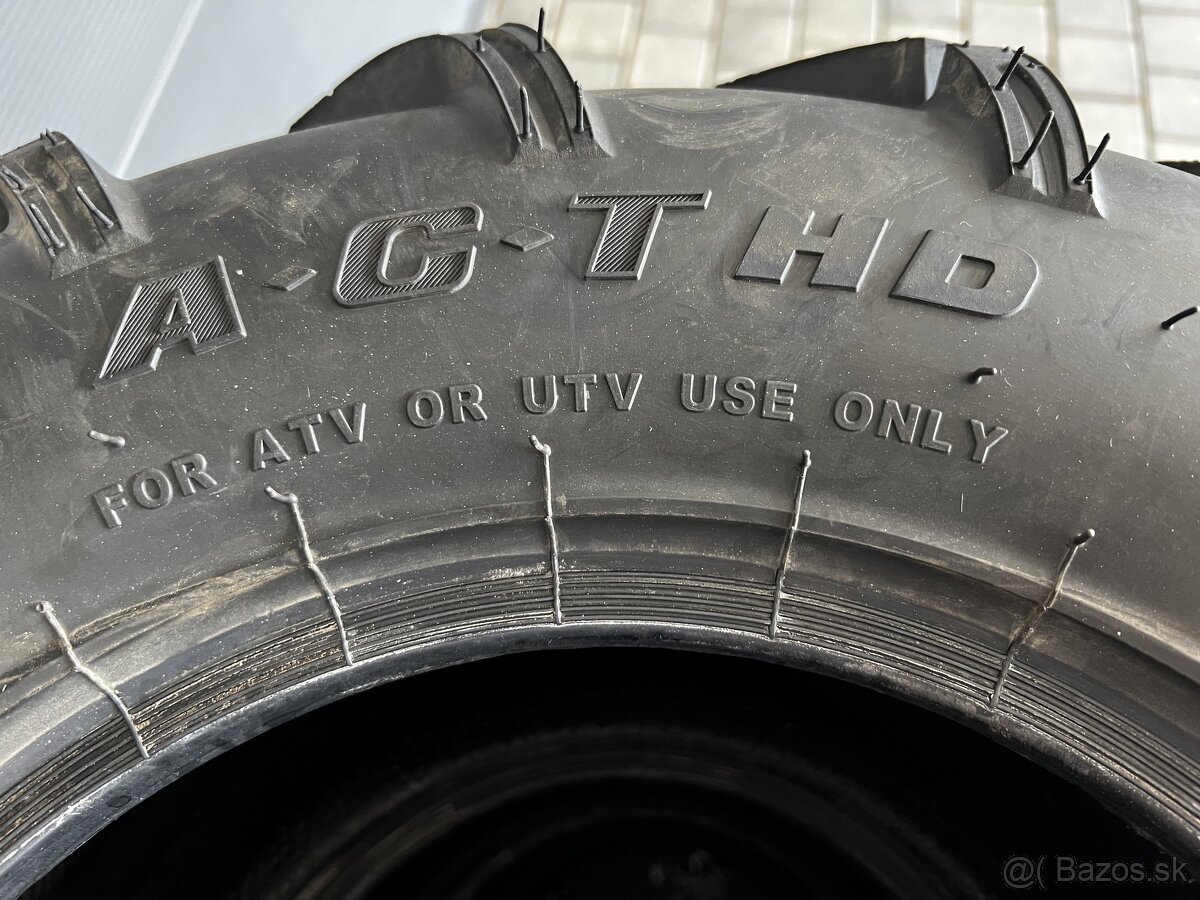 A·C·T HD
FOR ATV OR UTV USE ONLY
@( Bazos.sk